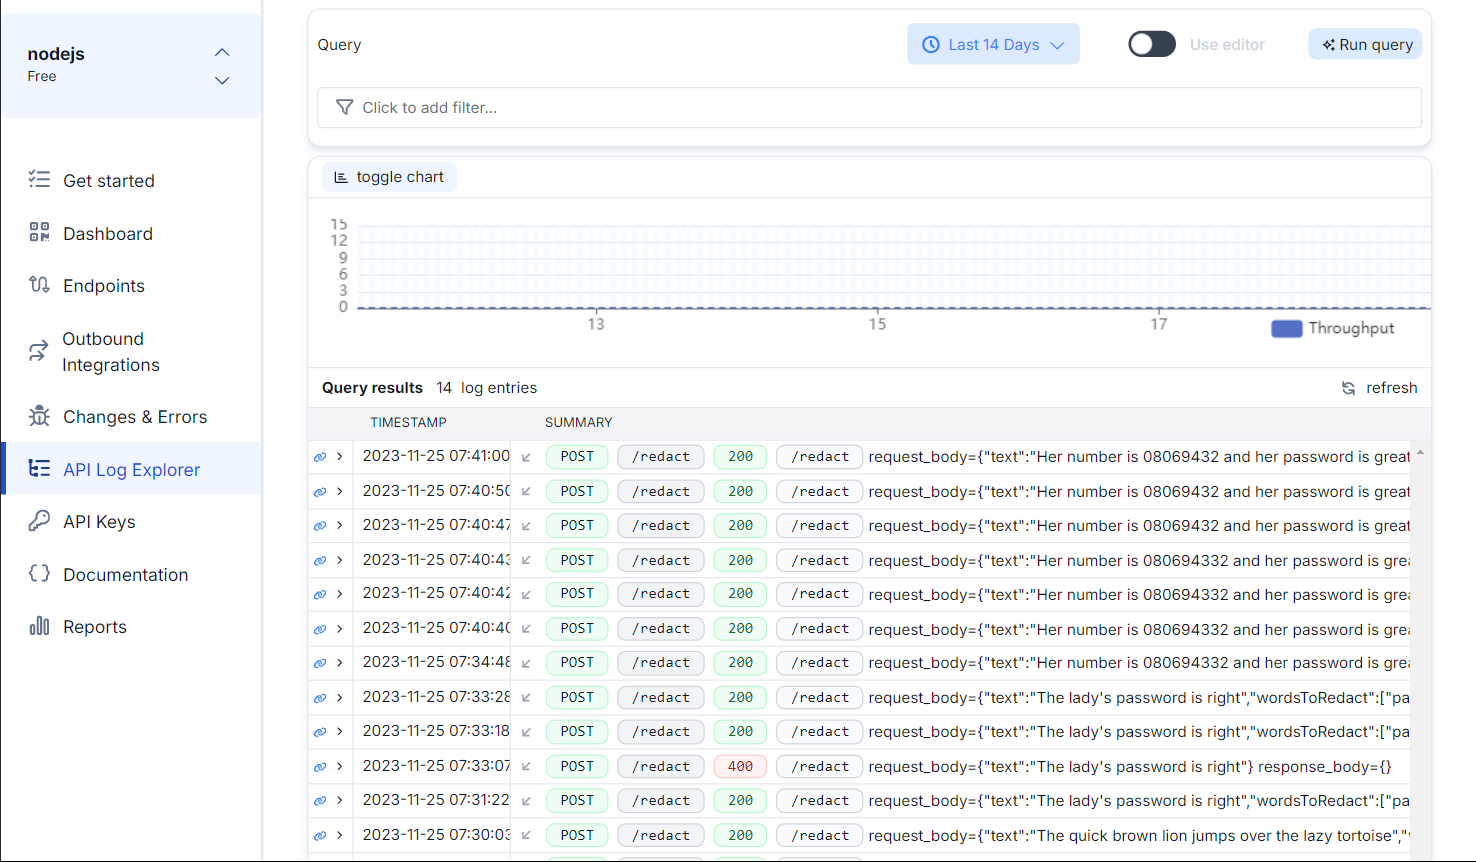 nodejs
Free
Get started
Dashboard
Endpoints
Outbound
Integrations
Changes & Errors
API Log Explorer
API Keys
Documentation
Reports
Query Last 14 Days Use editor Run query
Click to add filter...
toggle chart
15
12
9
6
3
0
13 15 17
Throughput
Query results 14 log entries refresh
TIMESTAMP SUMMARY
2023-11-25 07:41:00 POST /redact 200 /redact request_body={"text":"Her number is 08069432 and her password is great
2023-11-25 07:40:50 POST /redact 200 /redact request_body={"text":"Her number is 08069432 and her password is great
2023-11-25 07:40:47 POST /redact 200 /redact request_body={"text":"Her number is 08069432 and her password is great
2023-11-25 07:40:43 POST /redact 200 /redact request_body={"text":"Her number is 080694332 and her password is grea
2023-11-25 07:40:42 POST /redact 200 /redact request_body={"text":"Her number is 080694332 and her password is grea
2023-11-25 07:40:40 POST /redact 200 /redact request_body={"text":"Her number is 080694332 and her password is grea
2023-11-25 07:34:48 POST /redact 200 /redact request_body={"text":"Her number is 080694332 and her password is grea
2023-11-25 07:33:28 POST /redact 200 /redact request_body={"text":"The lady's password is right","wordsToRedact":["pa
2023-11-25 07:33:18 POST /redact 200 /redact request_body={"text":"The lady's password is right","wordsToRedact":["pa
2023-11-25 07:33:07 POST /redact 400 /redact request_body={"text":"The lady's password is right"} response_body={}
2023-11-25 07:31:22 POST /redact 200 /redact request_body={"text":"The lady's password is right","wordsToRedact":["pa
2023-11-25 07:30:03 POST /redact 200 /redact request_body={"text":"The quick brown lion jumps over the lazy tortoise","